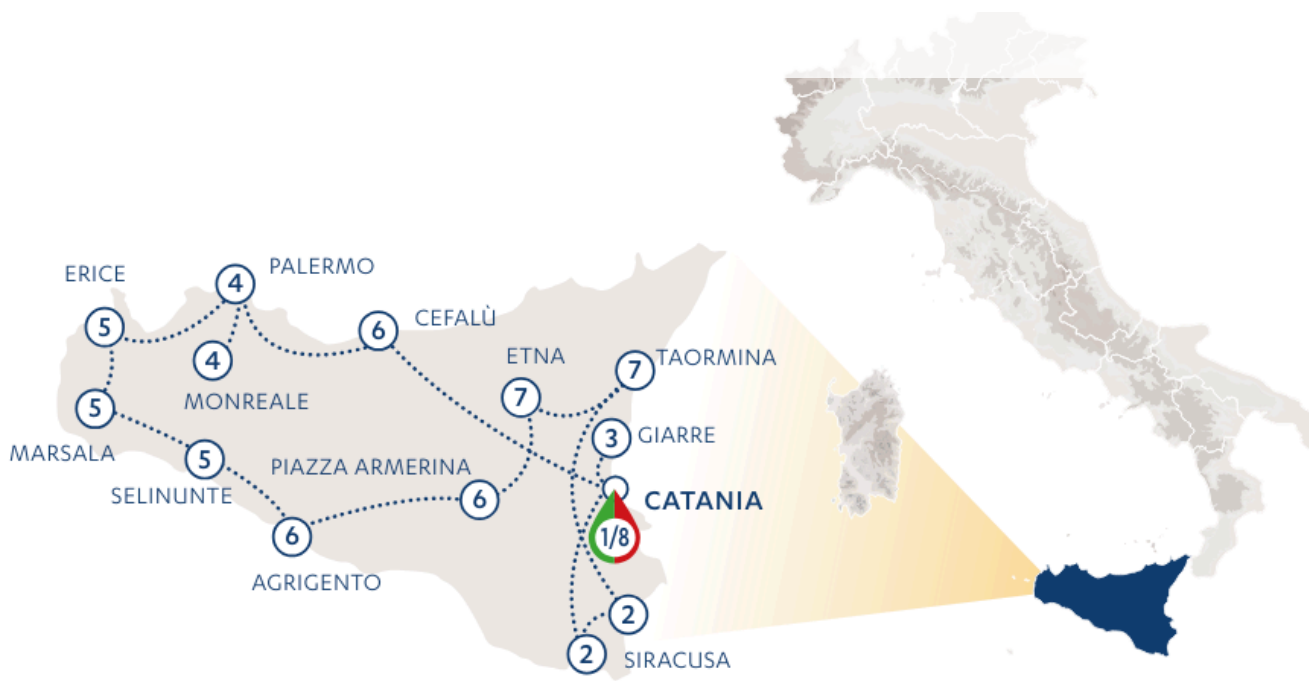 ERICE
4
PALERMO
5
6
CEFALÙ
4
MONREALE
ETNA
7
TAORMINA
7
5
MARSALA
3
GIARRE
5
SELINUNTE
PIAZZA ARMERINA
6
CATANIA
1/8
6
AGRIGENTO
2
2
SIRACUSA